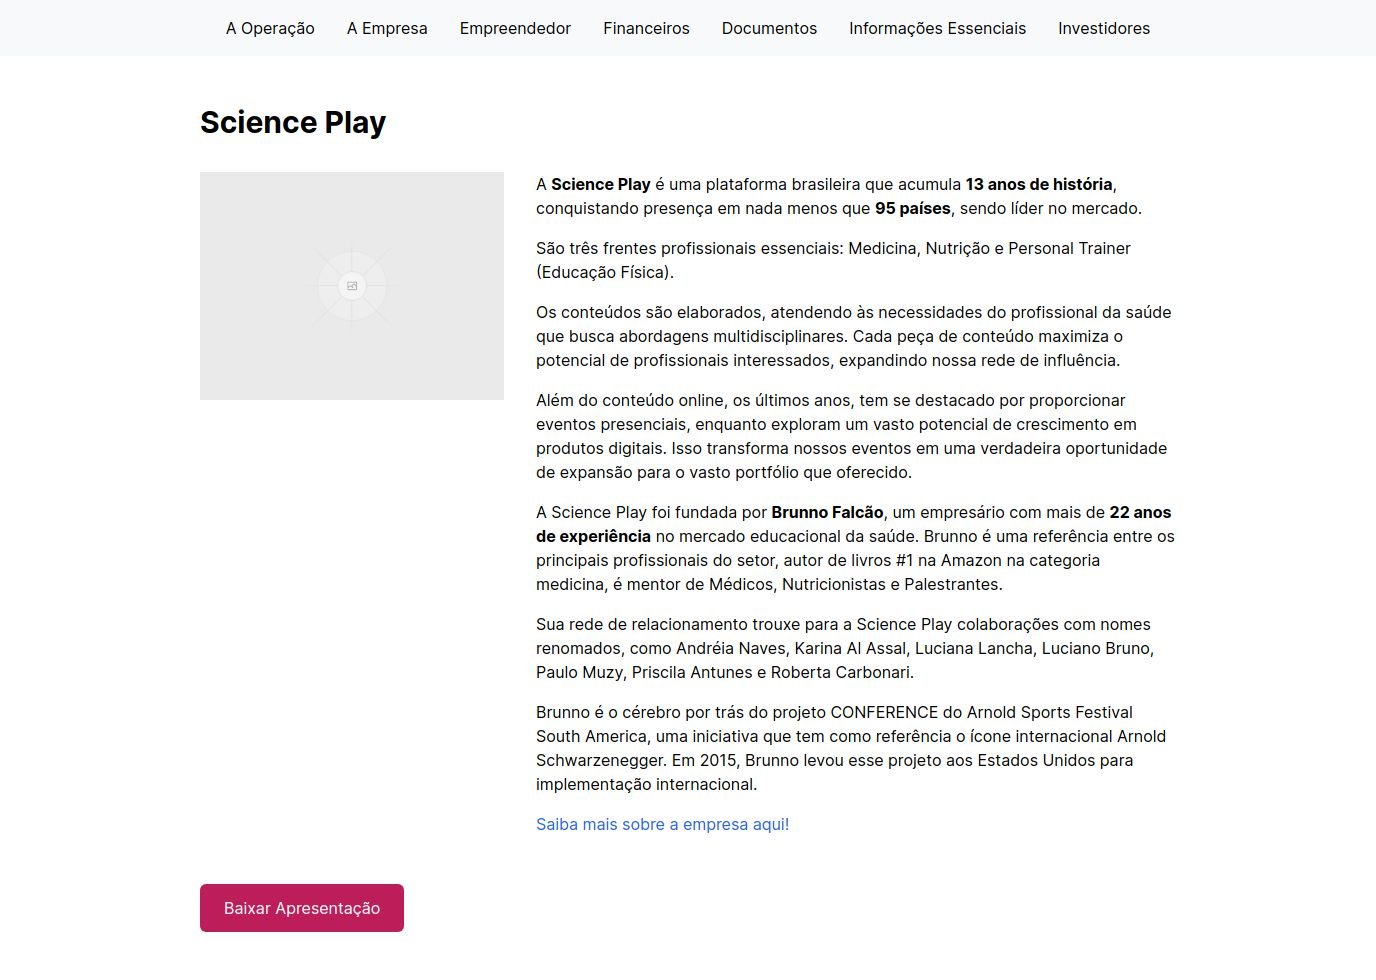 A Operação A Empresa Empreendedor Financeiros Documentos Informações Essenciais Investidores
Science Play
A Science Play é uma plataforma brasileira que acumula 13 anos de história,
conquistando presença em nada menos que 95 países, sendo líder no mercado.
São três frentes profissionais essenciais: Medicina, Nutrição e Personal Trainer
(Educação Física).
Os conteúdos são elaborados, atendendo às necessidades do profissional da saúde
que busca abordagens multidisciplinares. Cada peça de conteúdo maximiza o
potencial de profissionais interessados, expandindo nossa rede de influência.
Além do conteúdo online, os últimos anos, tem se destacado por proporcionar
eventos presenciais, enquanto exploram um vasto potencial de crescimento em
produtos digitais. Isso transforma nossos eventos em uma verdadeira oportunidade
de expansão para o vasto portfólio que oferecido.
A Science Play foi fundada por Brunno Falcão, um empresário com mais de 22 anos
de experiência no mercado educacional da saúde. Brunno é uma referência entre os
principais profissionais do setor, autor de livros #1 na Amazon na categoria
medicina, é mentor de Médicos, Nutricionistas e Palestrantes.
Sua rede de relacionamento trouxe para a Science Play colaborações com nomes
renomados, como Andréia Naves, Karina Al Assal, Luciana Lancha, Luciano Bruno,
Paulo Muzy, Priscila Antunes e Roberta Carbonari.
Brunno é o cérebro por trás do projeto CONFERENCE do Arnold Sports Festival
South America, uma iniciativa que tem como referência o ícone internacional Arnold
Schwarzenegger. Em 2015, Brunno levou esse projeto aos Estados Unidos para
implementação internacional.
Saiba mais sobre a empresa aqui!
Baixar Apresentação